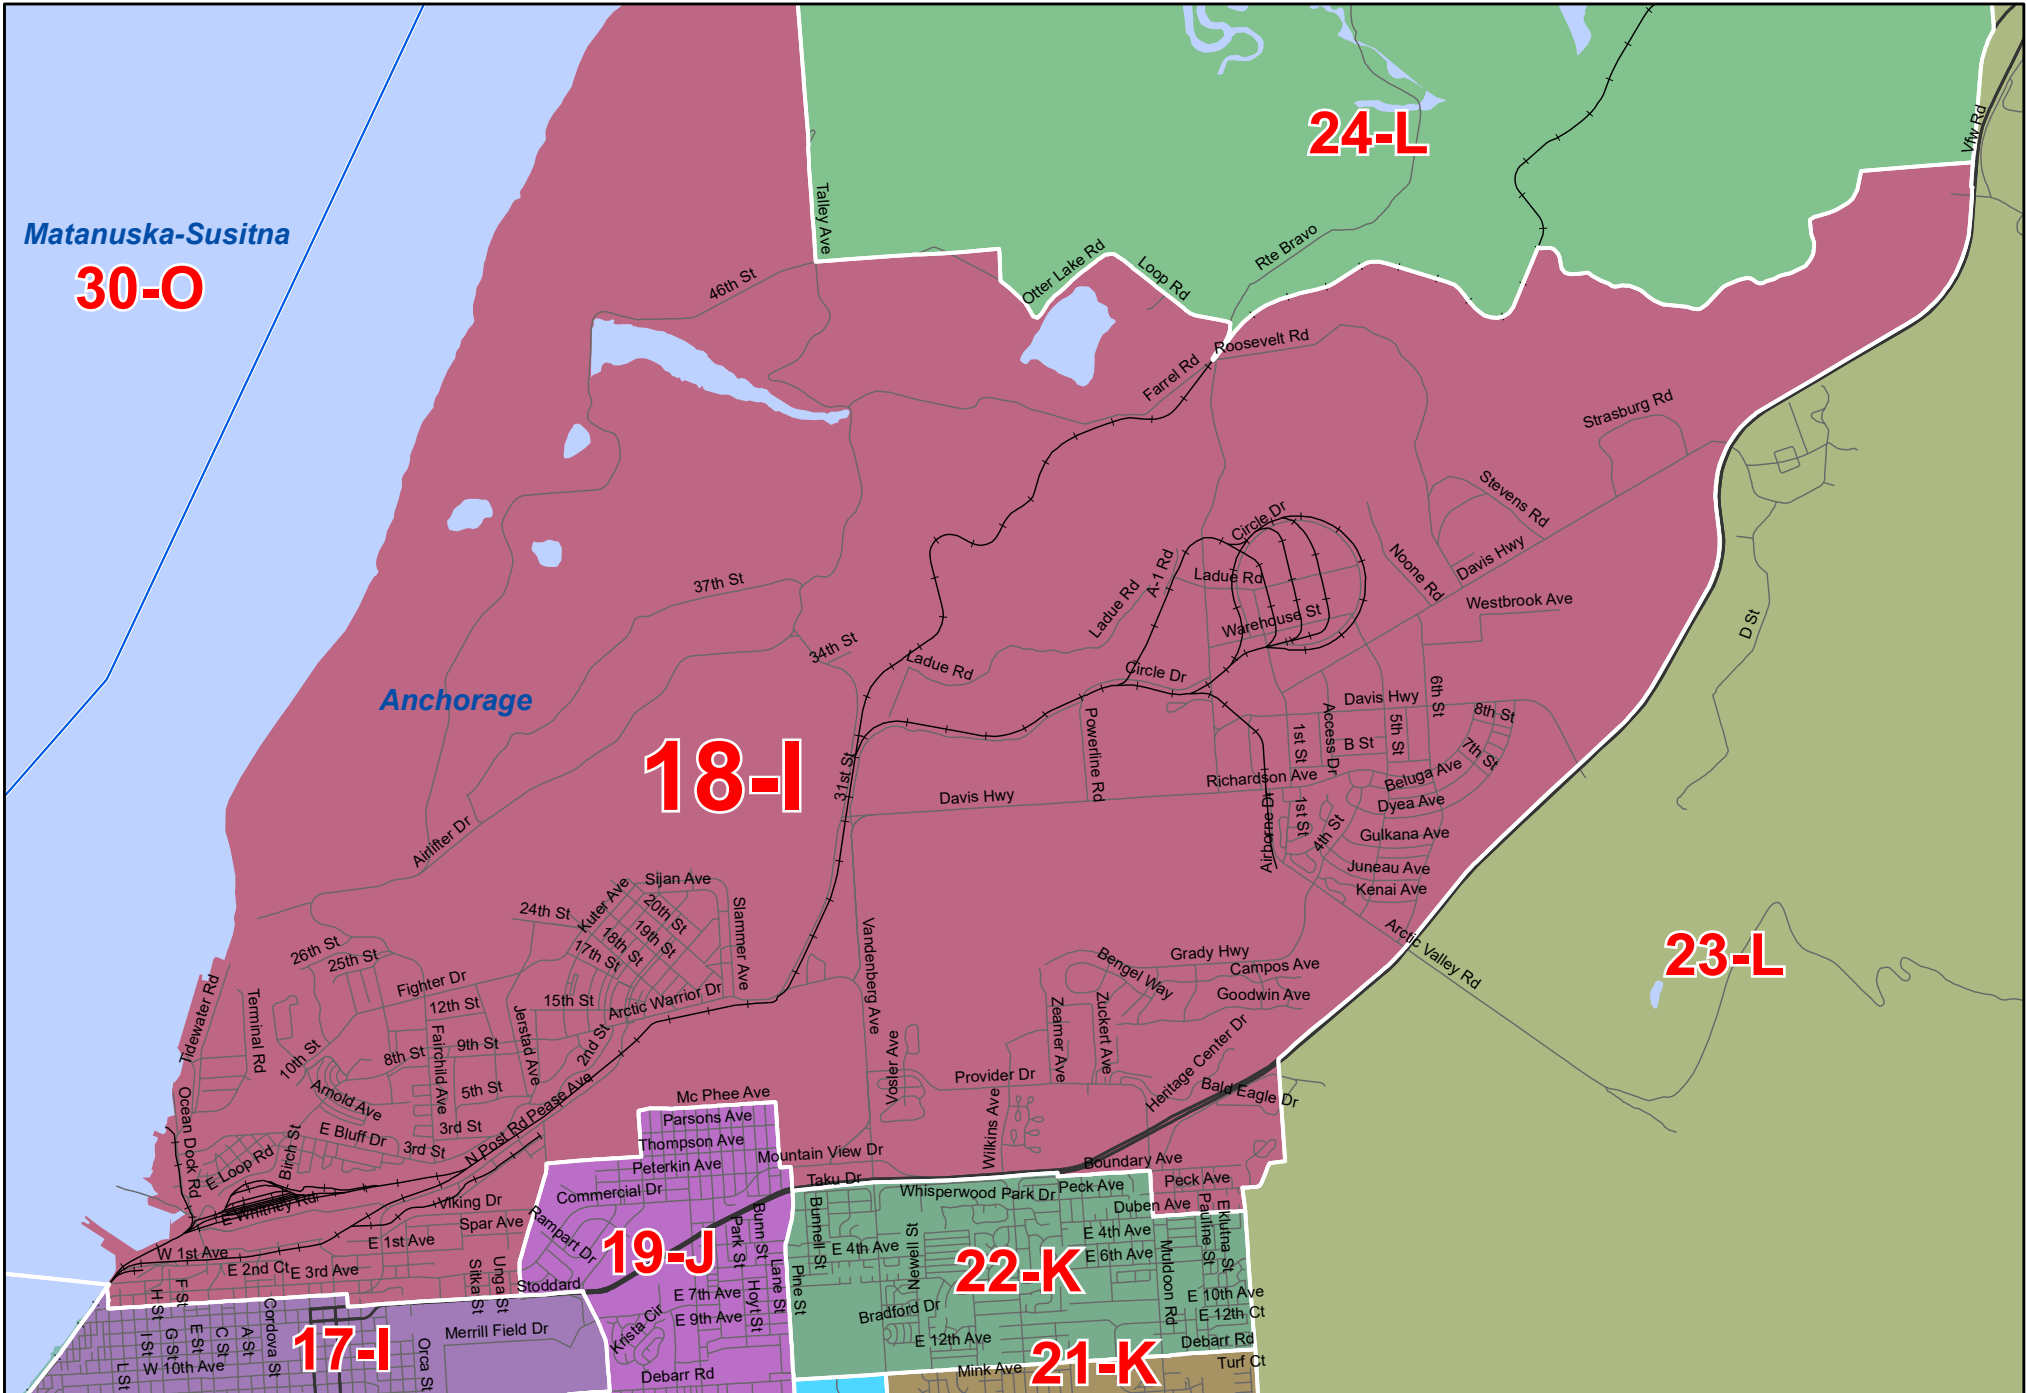 24-L
Vfw Rd
Talley Ave
Matanuska-Susitna
30-O
46th St
Otter Lake Rd
Loop Rd
Rte Bravo
Roosevelt Rd
Farrel Rd
Strasburg Rd
Stevens Rd
Circle Dr
Noone Rd
Davis Hwy
A-1 Rd
Ladue Rd
Ladue Rd
37th St
Westbrook Ave
Warehouse St
D St
34th St
Ladue Rd
Circle Dr
Anchorage
18-I
6th St
Davis Hwy
8th St
Access Dr
5th St
1st St
B St
7th St
Powerline Rd
31st St
Richardson Ave
Beluga Ave
Davis Hwy
Dyea Ave
1st St
Airborne Dr
4th St
Gulkana Ave
Airlifter Dr
Juneau Ave
Kenai Ave
Sijan Ave
Kuter Ave
20th St
24th St
Slammer Ave
19th St
18th St
17th St
Vandenberg Ave
Arctic Valley Rd
23-L
26th St
25th St
Grady Hwy
Bengel Way
Campos Ave
Fighter Dr
12th St
15th St
Arctic Warrior Dr
Goodwin Ave
Tidewater Rd
Terminal Rd
Jerstad Ave
Zeamer Ave
Zuckert Ave
2nd St
Fairchild Ave
9th St
8th St
10th St
Heritage Center Dr
Vosler Ave
Provider Dr
Arnold Ave
5th St
N Post Rd
Pease Ave
Mc Phee Ave
Bald Eagle Dr
Ocean Dock Rd
Parsons Ave
Wilkins Ave
3rd St
E Bluff Dr
3rd St
Birch St
Thompson Ave
Mountain View Dr
E Loop Rd
Peterkin Ave
Boundary Ave
Taku Dr
Commercial Dr
Whisperwood Park Dr
Peck Ave
Peck Ave
E Whitney Rd
Viking Dr
Duben Ave
Spar Ave
Rampart Dr
Park St
Bunn St
Bunnell St
Pauline St
Eklutna St
E 1st Ave
W 1st Ave
19-J
E 4th Ave
Newell St
E 4th Ave
E 6th Ave
22-K
E 2nd Ct
E 3rd Ave
Sitka St
Unga St
Stoddard
Lane St
Pine St
Muldoon Rd
E 7th Ave
Hoyt St
E 10th Ave
H St
F St
Cordova St
Krista Cir
E 9th Ave
Bradford Dr
E 12th Ct
I St
G St
E St
C St
A St
17-I
Merrill Field Dr
E 12th Ave
Debarr Rd
L St
W 10th Ave
Orca St
Debarr Rd
Mink Ave
21-K
Turf Ct